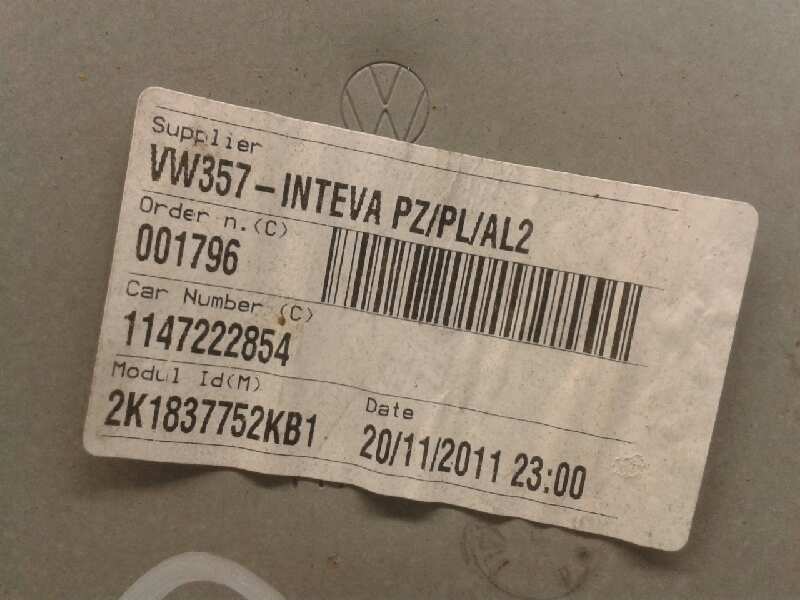 Supplier
VW357-INTEVA PZ/PL/AL2
Order n.(C)
001796
Car Number (C)
1147222854
Modul Id(M)
2K1837752KB1
Date
20/11/2011 23:00